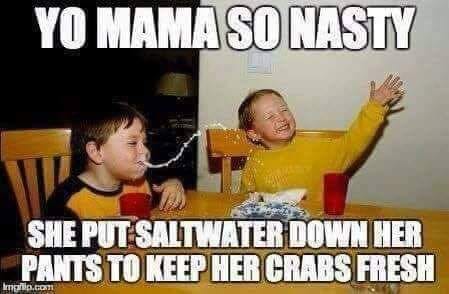 YO MAMA SO NASTY
SHE PUT SALTWATER DOWN HER
PANTS TO KEEP HER CRABS FRESH
Imgflip.com